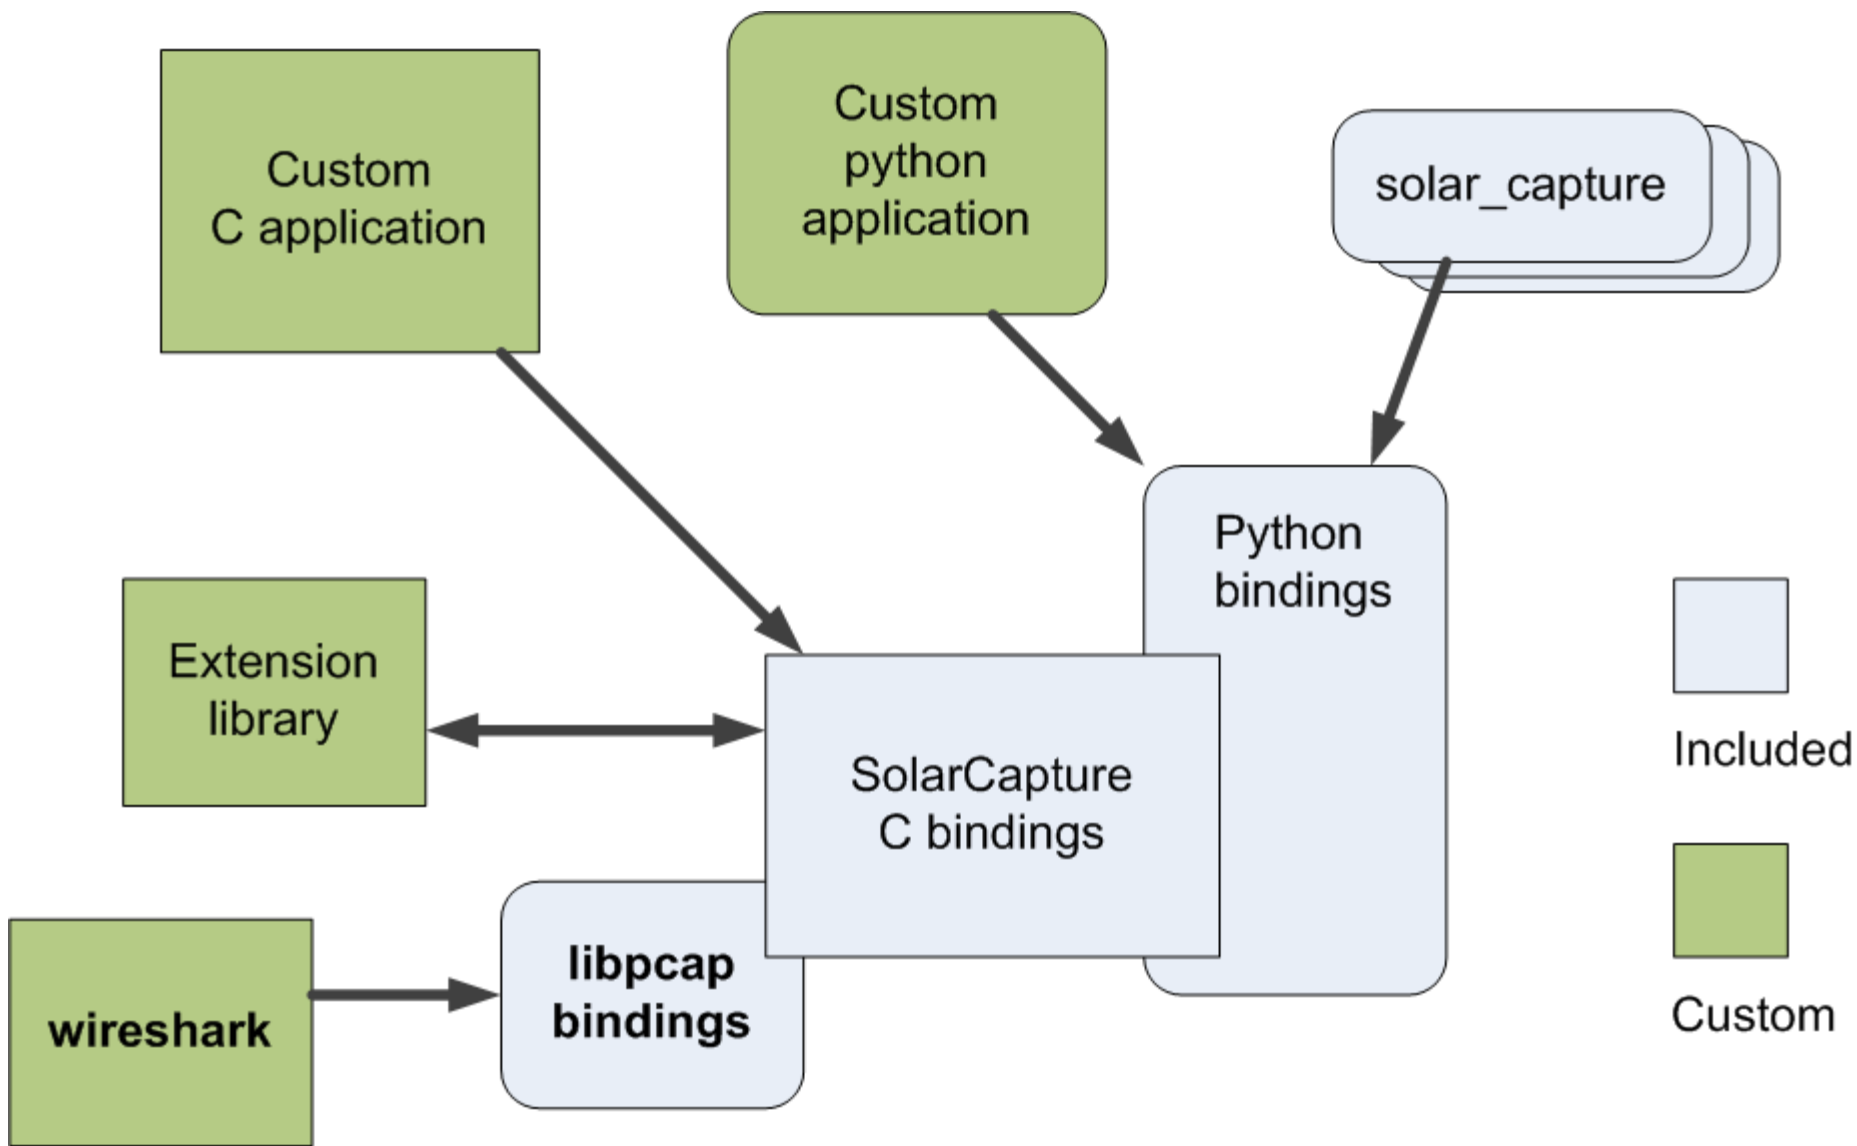 Custom
C application
Custom
python
application
solar_capture
Python
bindings
Extension
library
SolarCapture
C bindings
Included
libpcap
bindings
wireshark
Custom